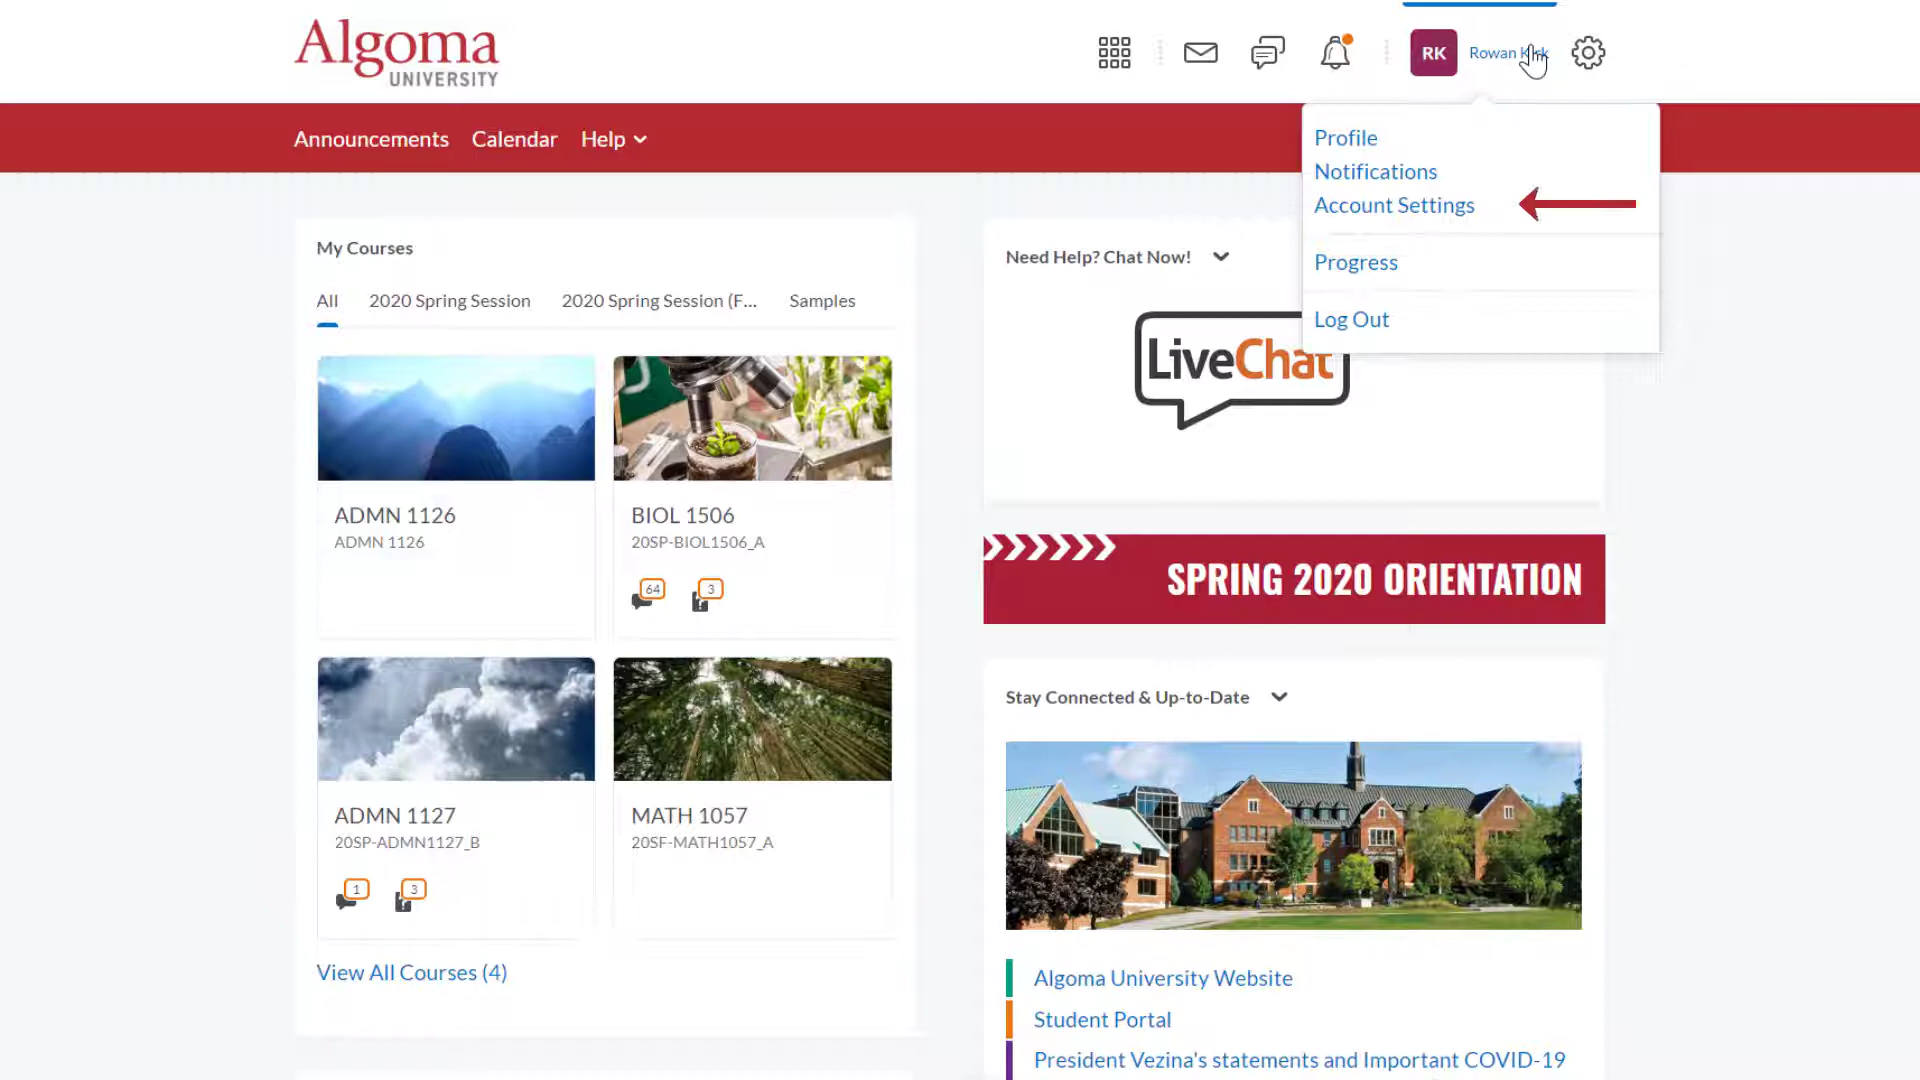 Algoma
UNIVERSITY
RK
Rowan Kirk
Announcements
Calendar
Help
Profile
Notifications
Account Settings
Progress
Log Out
My Courses
All
2020 Spring Session
2020 Spring Session (F...
Samples
ADMN 1126
ADMN 1126
BIOL 1506
20SP-BIOL1506_A
64
3
ADMN 1127
20SP-ADMN1127_B
1
3
MATH 1057
20SF-MATH1057_A
View All Courses (4)
Need Help? Chat Now!
LiveChat
SPRING 2020 ORIENTATION
Stay Connected & Up-to-Date
Algoma University Website
Student Portal
President Vezina's statements and Important COVID-19